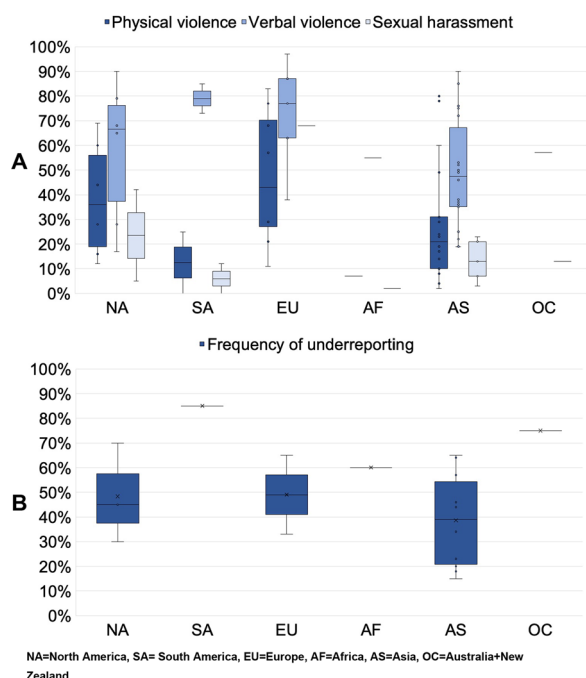 Physical violence Verbal violence Sexual harassment
100%
90%
80%
70%
60%
50%
40%
30%
20%
10%
0%
A
NA SA EU AF AS OC
Frequency of underreporting
100%
90%
80%
70%
60%
50%
40%
30%
20%
10%
0%
B
NA SA EU AF AS OC
NA=North America, SA= South America, EU=Europe, AF=Africa, AS=Asia, OC=Australia+New
Zealand